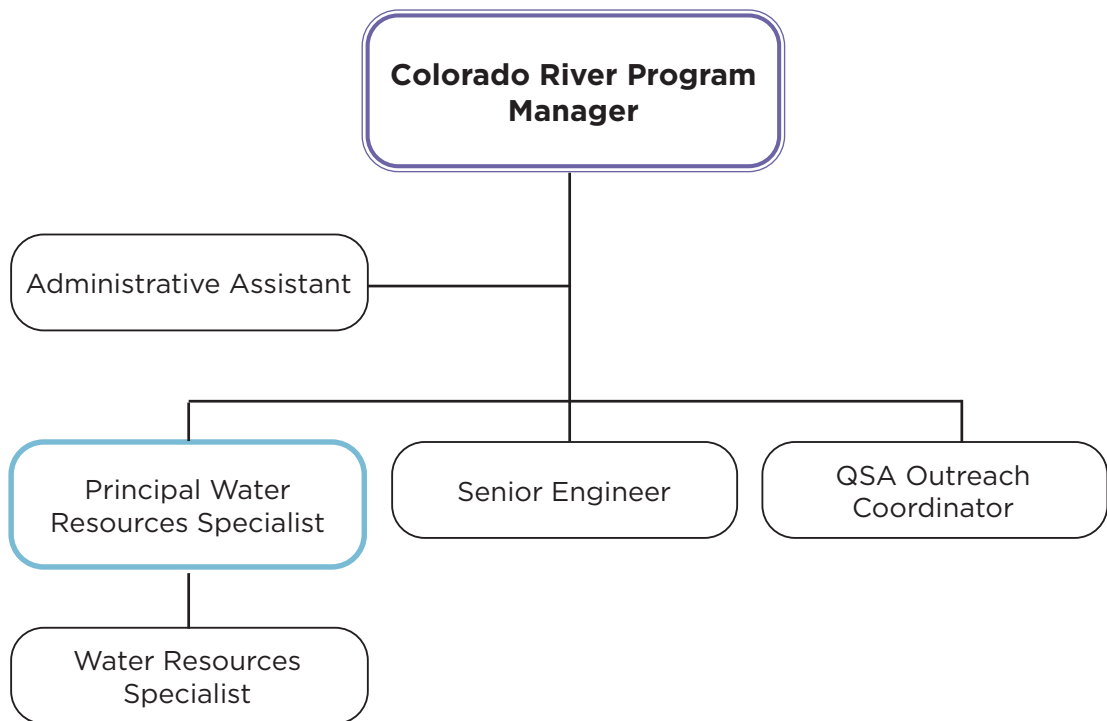 Colorado River Program
Manager
Administrative Assistant
Principal Water
Resources Specialist
Senior Engineer
QSA Outreach
Coordinator
Water Resources
Specialist